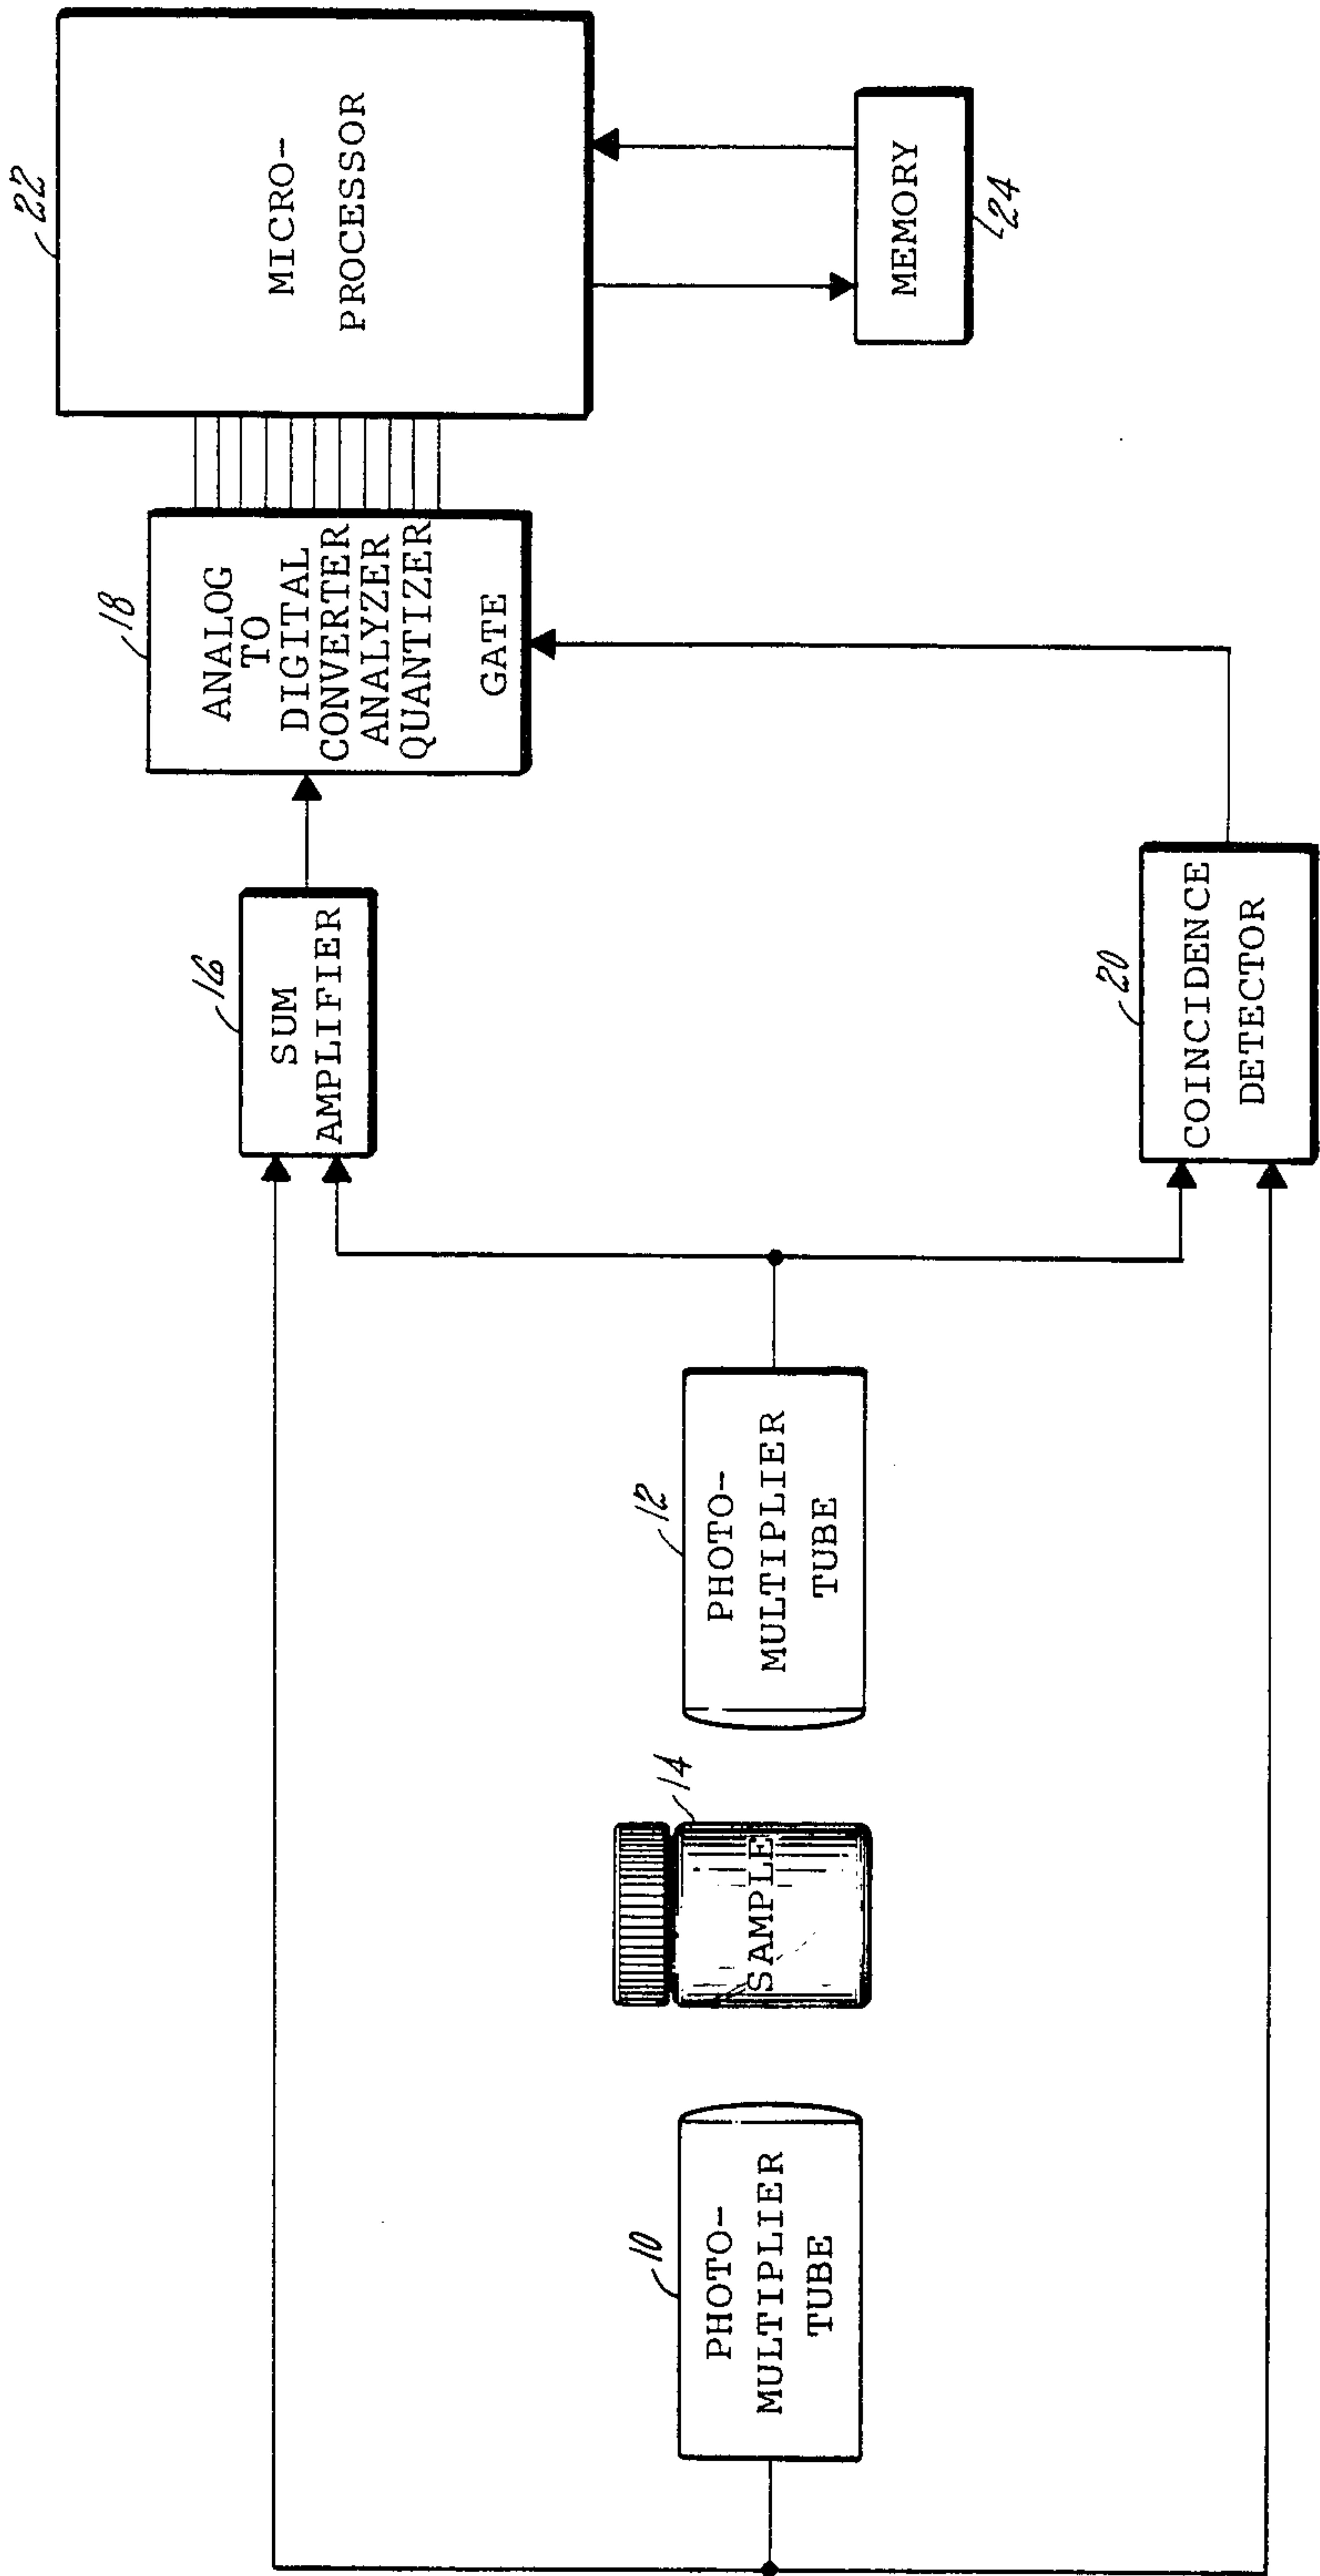 10
PHOTO-
MULTIPLIER
TUBE
14
SAMPLE
12
PHOTO-
MULTIPLIER
TUBE
16
SUM
AMPLIFIER
20
COINCIDENCE
DETECTOR
18
ANALOG
TO
DIGITAL
CONVERTER
ANALYZER
QUANTIZER
GATE
22
MICRO-
PROCESSOR
MEMORY
24